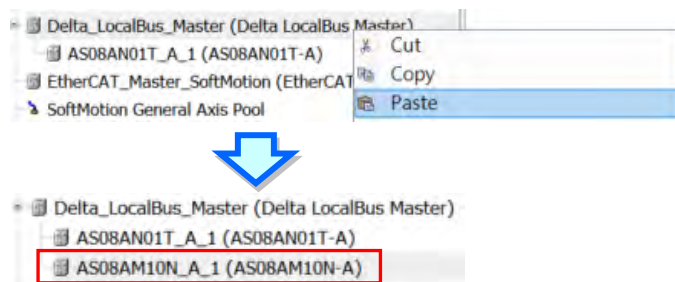 Delta_LocalBus_Master (Delta LocalBus Master)
AS08AN01T_A_1 (AS08AN01T-A)
EtherCAT_Master_SoftMotion (EtherCAT
SoftMotion General Axis Pool
Cut
Copy
Paste
Delta_LocalBus_Master (Delta LocalBus Master)
AS08AN01T_A_1 (AS08AN01T-A)
AS08AM10N_A_1 (AS08AM10N-A)